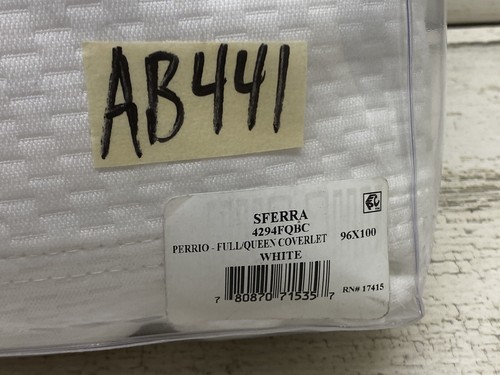 AB441
SFERRA
4294FQBC
PERRIO - FULL/QUEEN COVERLET 96X100
WHITE
7 80870 71535 7
RN# 17415